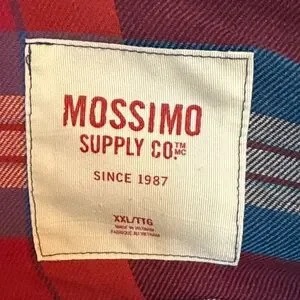 MOSSIMO
SUPPLY CO.™ MC
SINCE 1987
XXL/TTG
MADE IN VIETNAM
FABRIQUÉ AU VIETNAM